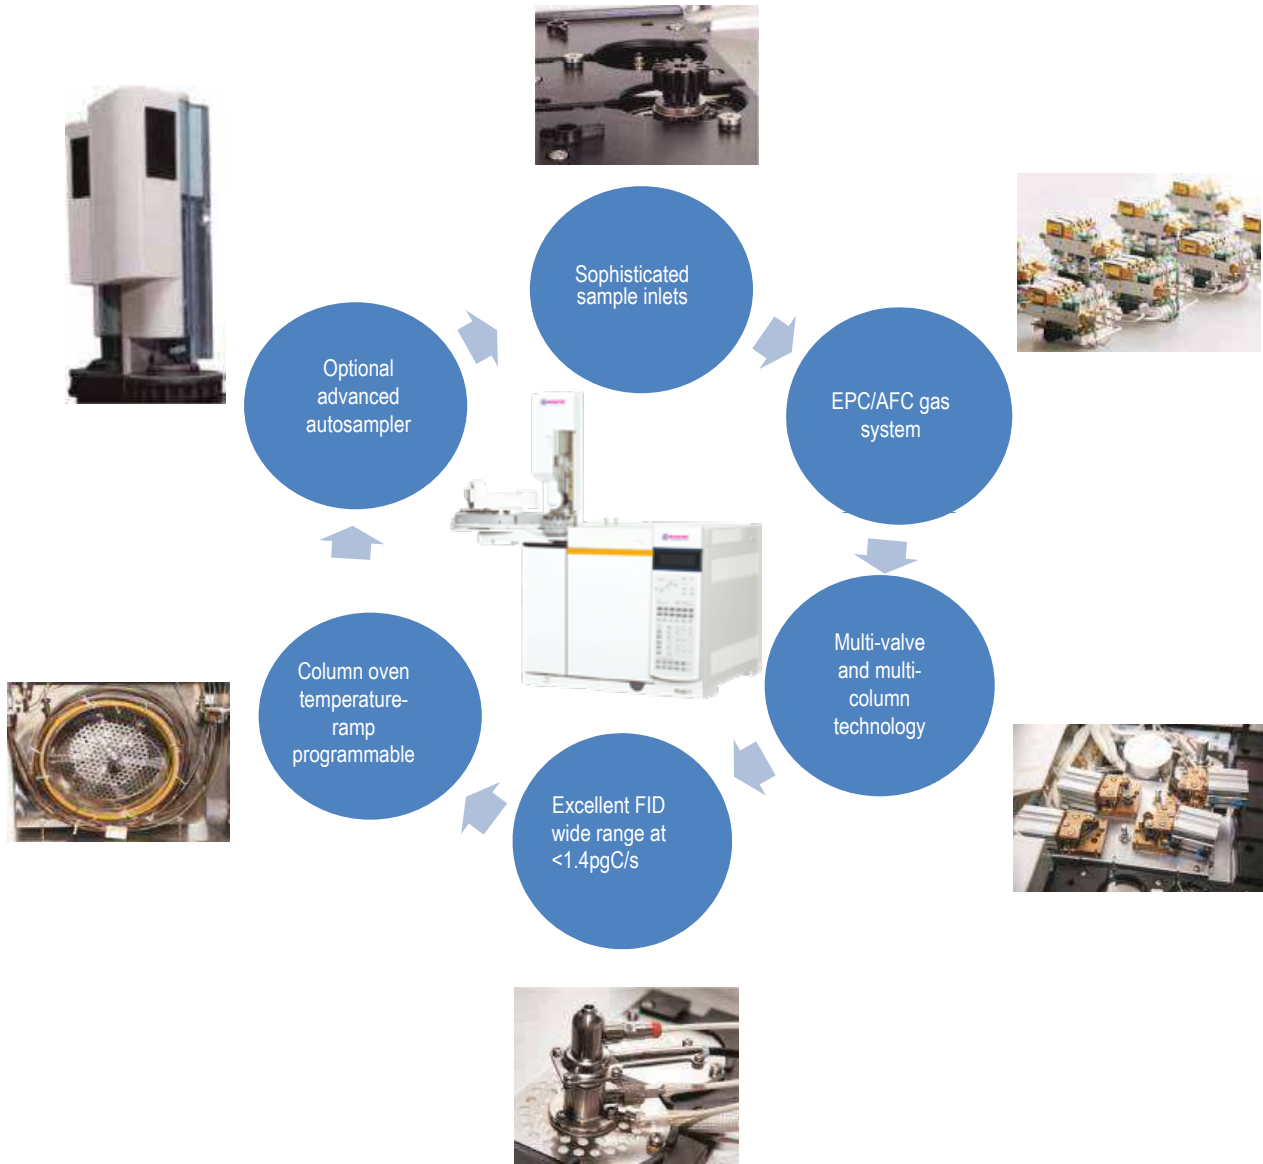 Sophisticated
sample inlets
EPC/AFC gas
system
Multi-valve
and multi-
column
technology
Excellent FID
wide range at
<1.4pgC/s
Column oven
temperature-
ramp
programmable
Optional
advanced
autosampler